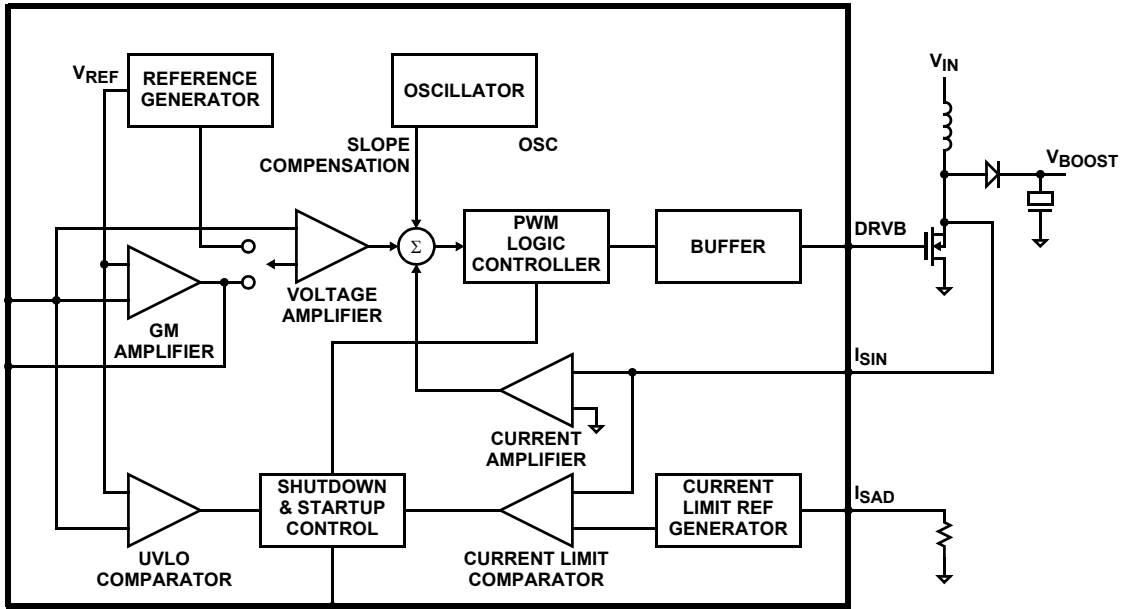 VREF
REFERENCE
GENERATOR
OSCILLATOR
SLOPE
COMPENSATION
OSC
VIN
VBOOST
Σ
PWM
LOGIC
CONTROLLER
BUFFER
DRVB
VOLTAGE
AMPLIFIER
GM
AMPLIFIER
ISIN
CURRENT
AMPLIFIER
SHUTDOWN
& STARTUP
CONTROL
CURRENT
LIMIT REF
GENERATOR
ISAD
UVLO
COMPARATOR
CURRENT LIMIT
COMPARATOR